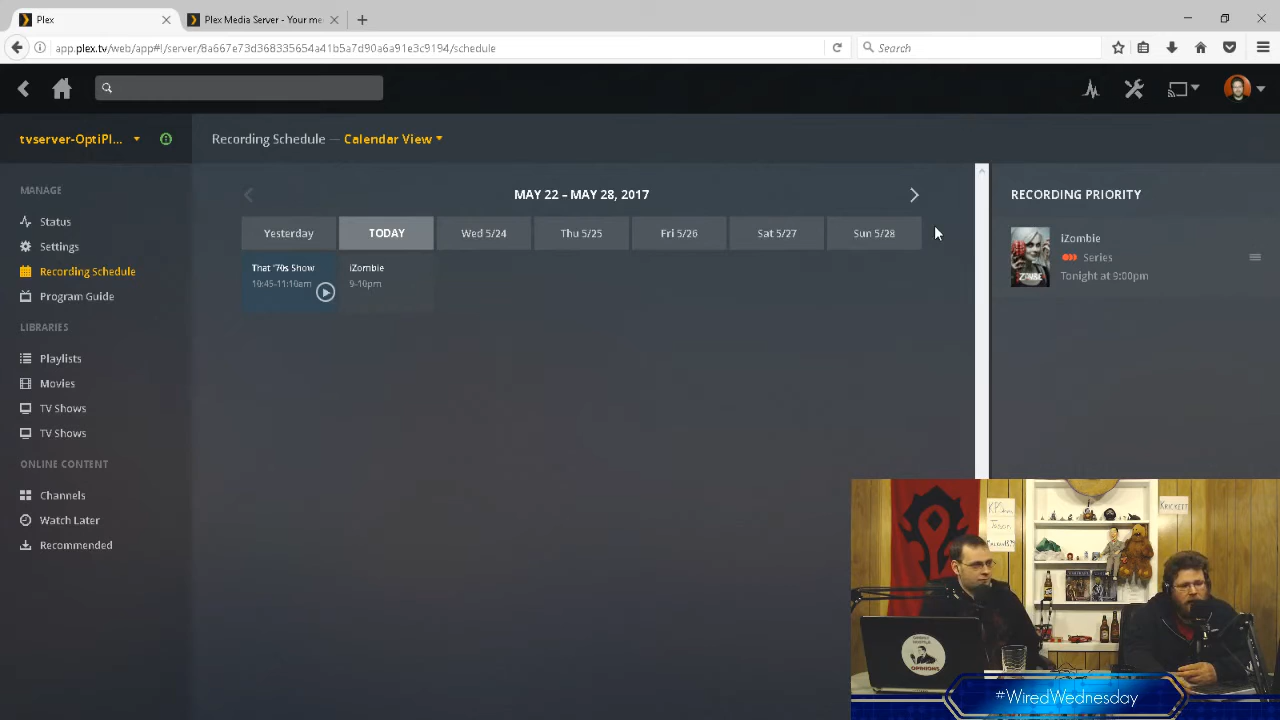 Plex
Plex Media Server - Your me
app.plex.tv/web/app#!/server/8a667e73d368335654a41b5a7d90a6a91e3c9194/schedule
Search
tvserver-OptiPl...
Recording Schedule — Calendar View
MANAGE
Status
Settings
Recording Schedule
Program Guide
LIBRARIES
Playlists
Movies
TV Shows
TV Shows
ONLINE CONTENT
Channels
Watch Later
Recommended
MAY 22 – MAY 28, 2017
Yesterday
TODAY
Wed 5/24
Thu 5/25
Fri 5/26
Sat 5/27
Sun 5/28
That '70s Show
10:45-11:10am
iZombie
9-10pm
RECORDING PRIORITY
iZombie
Series
Tonight at 9:00pm
iZOMBIE
Jason
KRICKETT
OPINIONS
#WiredWednesday